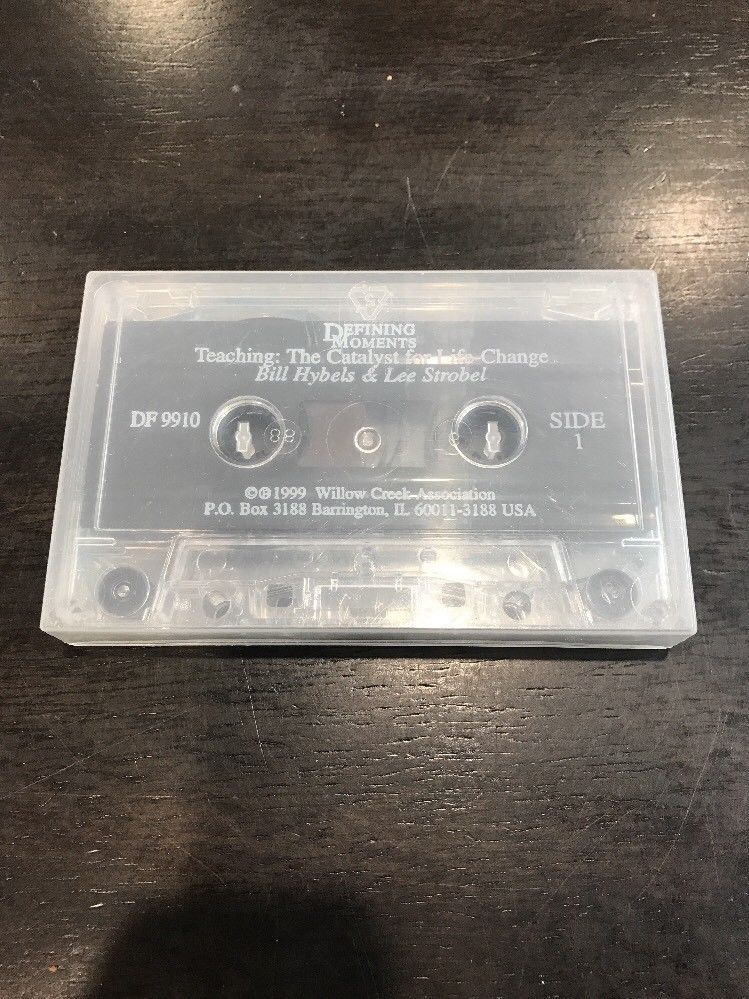 DEFINING
MOMENTS
Teaching: The Catalyst for Life-Change
Bill Hybels & Lee Strobel
DF 9910
SIDE
1
©℗1999 Willow Creek Association
P.O. Box 3188 Barrington, IL 60011-3188 USA